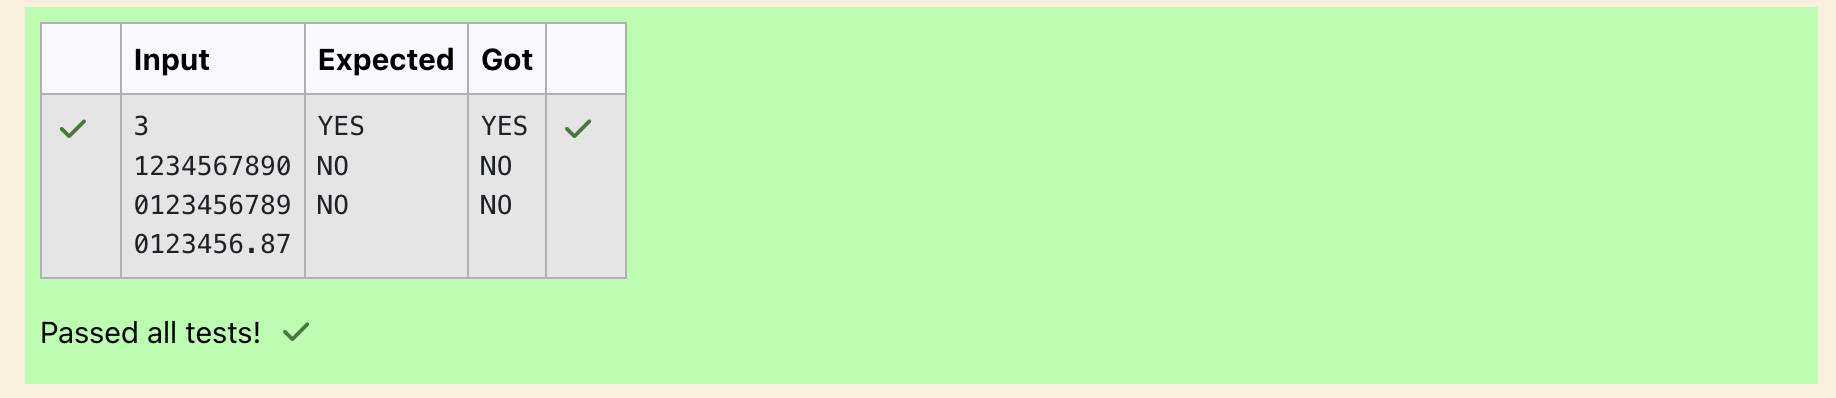 Input Expected Got
3 YES YES
1234567890 NO NO
0123456789 NO NO
0123456.87
Passed all tests!